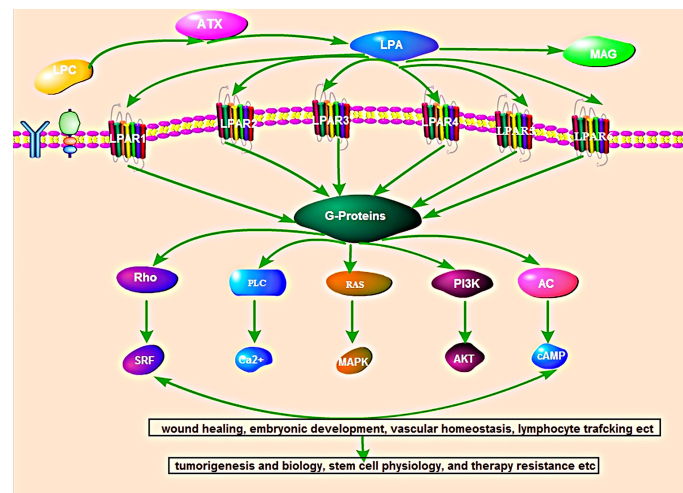 ATX
LPA
MAG
LPC
LPAR1
LPAR2
LPAR3
LPAR4
LPAR5
LPAR
G-Proteins
Rho
PLC
RAS
PI3K
AC
SRF
Ca2+
MAPK
AKT
cAMP
wound healing, embryonic development, vascular homeostasis, lymphocyte trafcking ect
tumorigenesis and biology, stem cell physiology, and therapy resistance etc